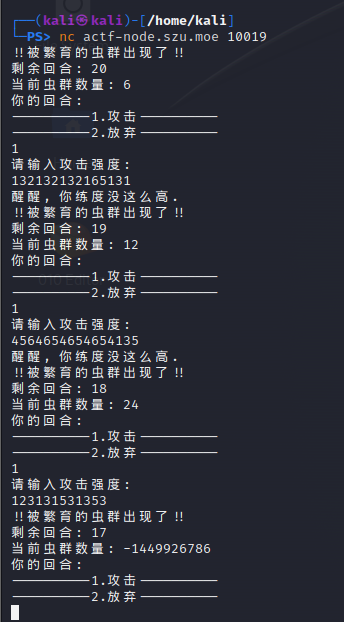 ┌──(kali㉿kali)-[/home/kali]
└─PS> nc actf-node.szu.moe 10019
!!被繁育的虫群出现了!!
剩余回合: 20
当前虫群数量: 6
你的回合:
----------1.攻击----------
----------2.放弃----------
1
请输入攻击强度:
132132132165131
醒醒, 你练度没这么高.
!!被繁育的虫群出现了!!
剩余回合: 19
当前虫群数量: 12
你的回合:
----------1.攻击----------
----------2.放弃----------
1
请输入攻击强度:
4564654654654135
醒醒, 你练度没这么高.
!!被繁育的虫群出现了!!
剩余回合: 18
当前虫群数量: 24
你的回合:
----------1.攻击----------
----------2.放弃----------
1
请输入攻击强度:
123131531353
!!被繁育的虫群出现了!!
剩余回合: 17
当前虫群数量: -1449926786
你的回合:
----------1.攻击----------
----------2.放弃----------